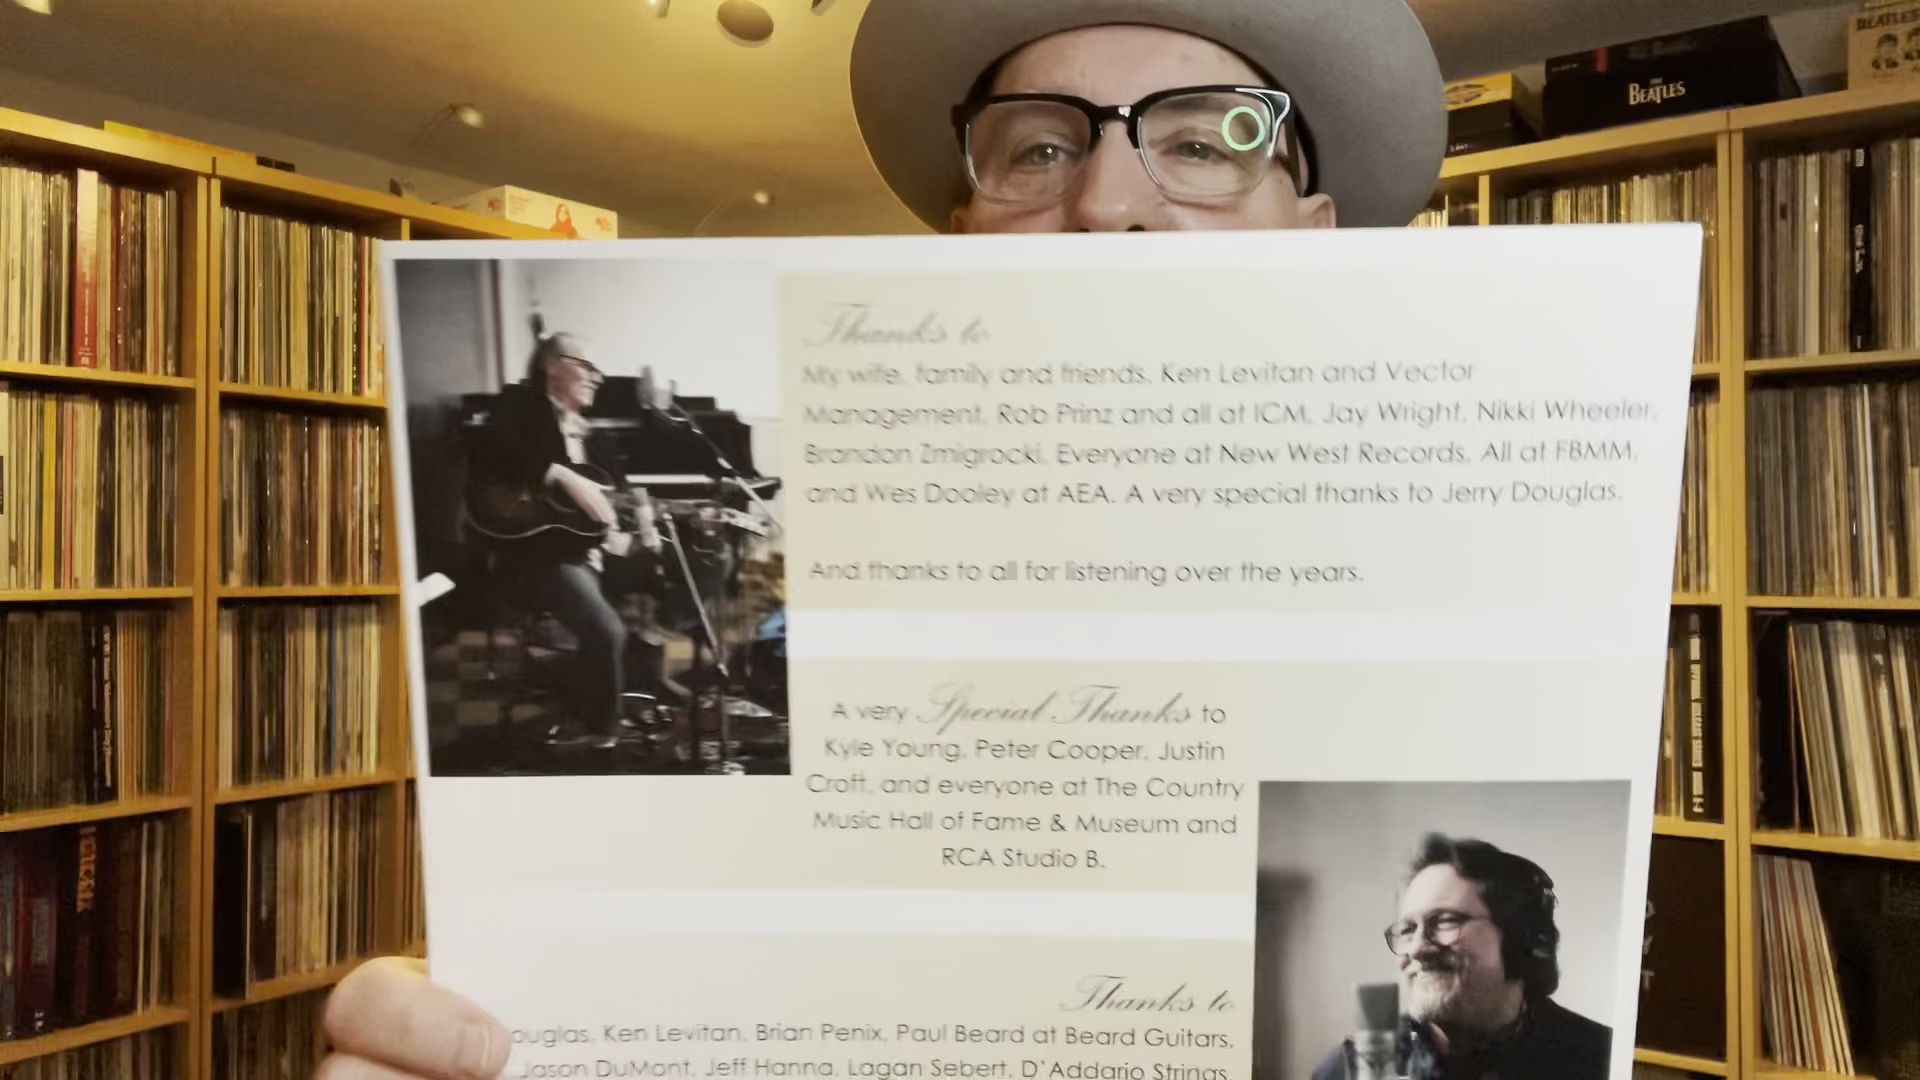 BEATLES
THE
BEATLES
Thanks to
My wife, family and friends, Ken Levitan and Vector
Management, Rob Prinz and all at ICM, Jay Wright, Nikki Wheeler,
Brandon Zmigrocki, Everyone at New West Records, All at FBMM,
and Wes Dooley at AEA. A very special thanks to Jerry Douglas.
And thanks to all for listening over the years.
A very Special Thanks to
Kyle Young, Peter Cooper, Justin
Croft, and everyone at The Country
Music Hall of Fame & Museum and
RCA Studio B.
Thanks to
ouglas, Ken Levitan, Brian Penix, Paul Beard at Beard Guitars,
Jason DuMont, Jeff Hanna, Lagan Sebert, D'Addario Strings